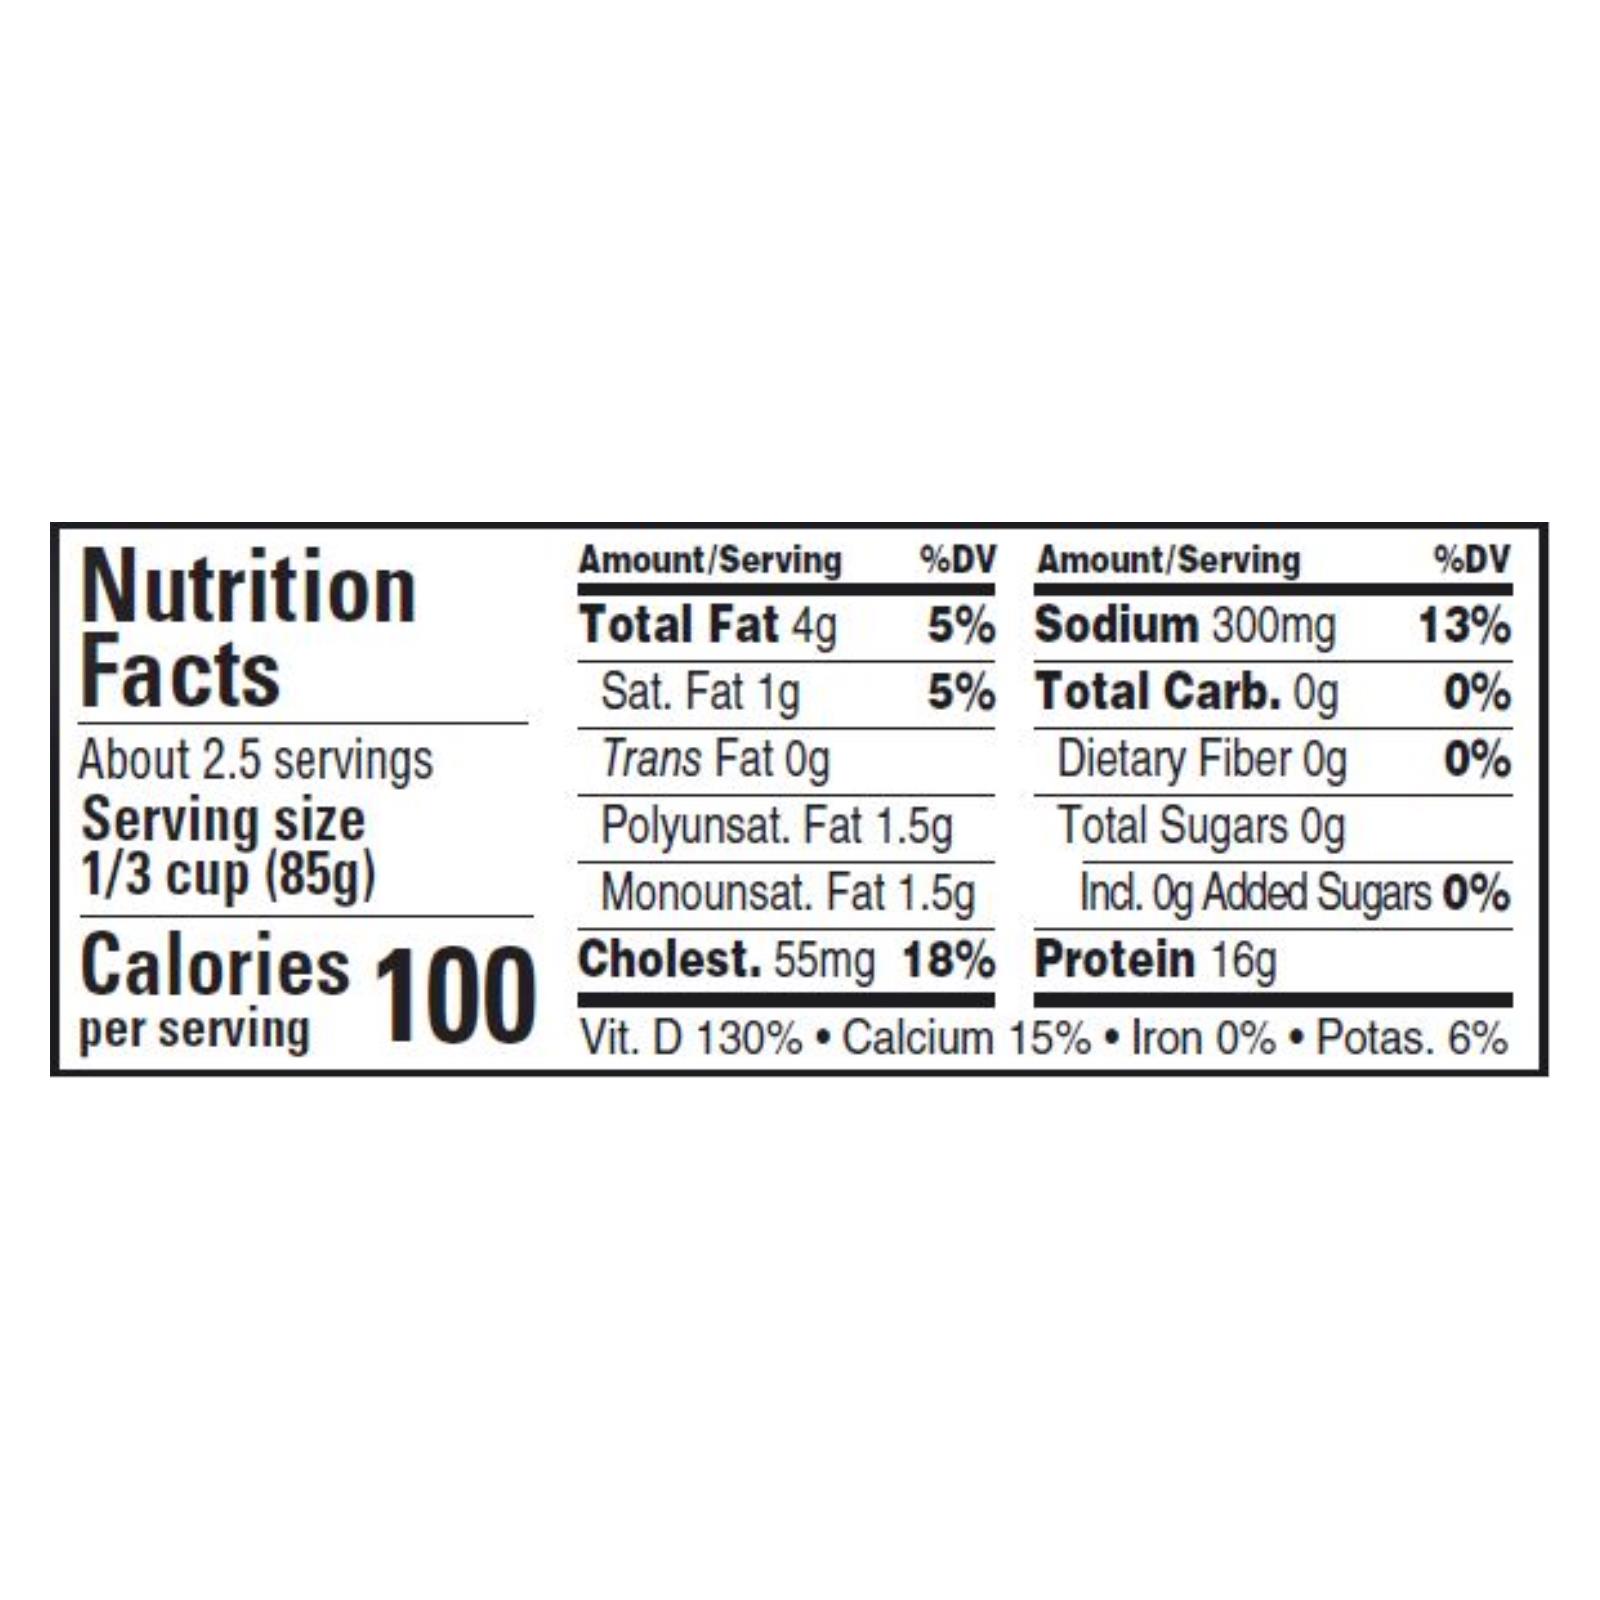 Nutrition
Facts
About 2.5 servings
Serving size
1/3 cup (85g)
Calories 100
per serving
Amount/Serving %DV
Total Fat 4g 5%
Sat. Fat 1g 5%
Trans Fat 0g
Polyunsat. Fat 1.5g
Monounsat. Fat 1.5g
Cholest. 55mg 18%
Amount/Serving %DV
Sodium 300mg 13%
Total Carb. 0g 0%
Dietary Fiber 0g 0%
Total Sugars 0g
Incl. 0g Added Sugars 0%
Protein 16g
Vit. D 130% • Calcium 15% • Iron 0% • Potas. 6%